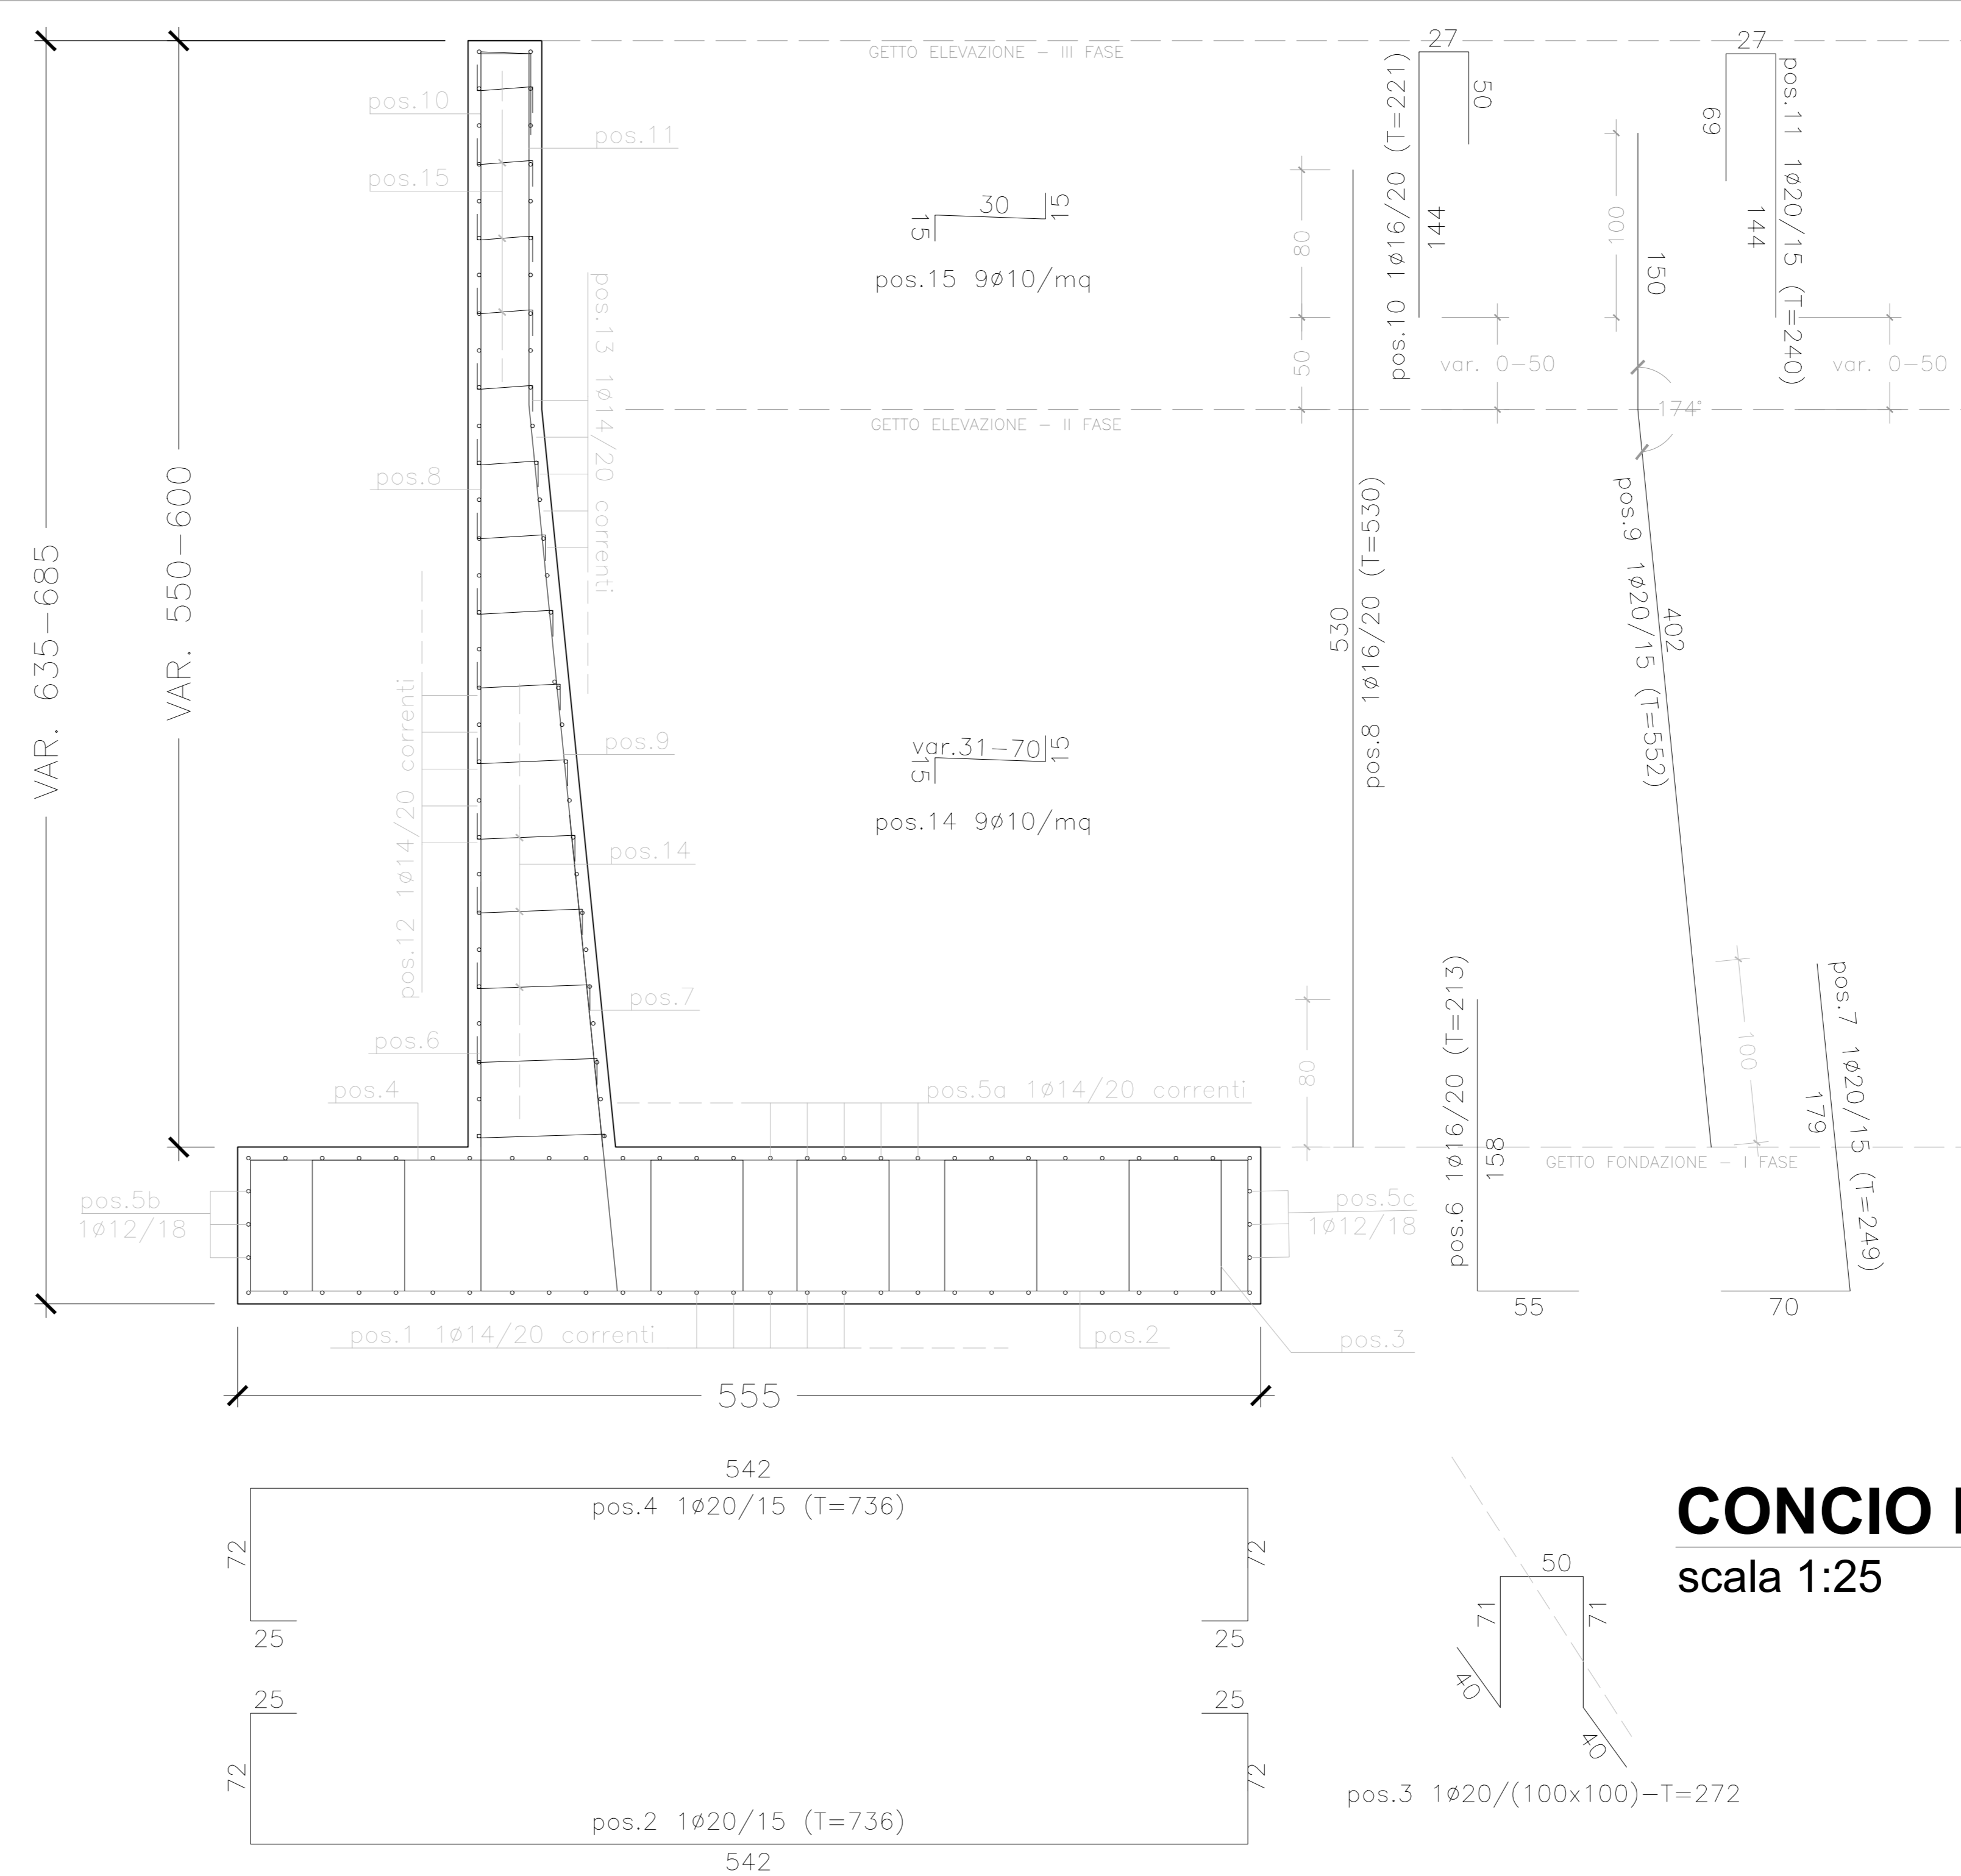 GETTO ELEVAZIONE - III FASE
27
27
pos.10
pos.11
50
pos.10 1ø16/20 (T=221)
pos.11 1ø20/15 (T=240)
69
pos.15
30
15
15
pos.15 9ø10/mq
80
144
100
150
144
50
var. 0-50
var. 0-50
pos.13 1ø14/20 correnti
174°
GETTO ELEVAZIONE - II FASE
pos.8
VAR. 635-685
VAR. 550-600
530
pos.8 1ø16/20 (T=530)
pos.9 1ø20/15 (T=552)
402
pos.12 1ø14/20 correnti
pos.9
var.31-70
15
15
pos.14 9ø10/mq
pos.14
pos.7
pos.6
80
pos.6 1ø16/20 (T=213)
158
100
pos.7 1ø20/15 (T=249)
179
pos.4
pos.5a 1ø14/20 correnti
GETTO FONDAZIONE - I FASE
pos.5b
1ø12/18
pos.5c
1ø12/18
55
70
pos.1 1ø14/20 correnti
pos.2
pos.3
555
542
pos.4 1ø20/15 (T=736)
72
72
25
25
CONCIO
scala 1:25
50
71
71
40
40
pos.3 1ø20/(100x100)-T=272
25
25
72
72
pos.2 1ø20/15 (T=736)
542